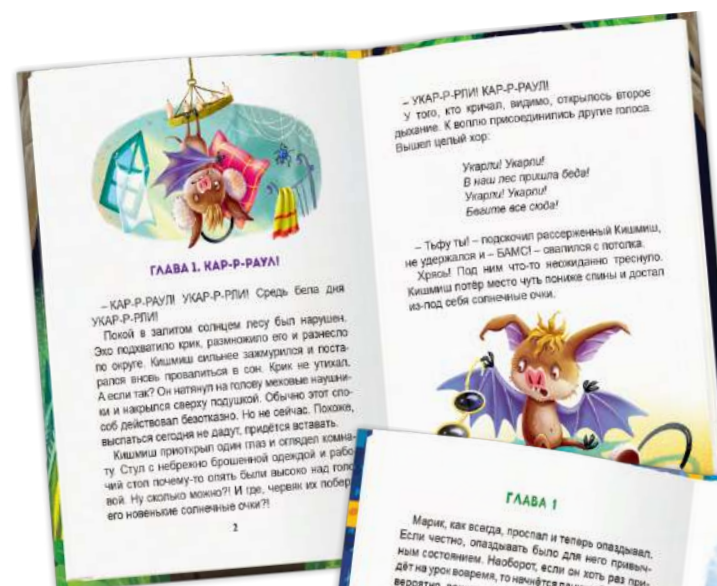 ГЛАВА 1. КАР-Р-РАУЛ!
– КАР-Р-РАУЛ! УКАР-Р-РЛИ! Средь бела дня
УКАР-Р-РЛИ!
Покой в залитом солнцем лесу был нарушен.
Эхо подхватило крик, размножило его и разнесло
по округе. Кишмиш сильнее зажмурился и поста-
рался вновь провалиться в сон. Крик не утихал.
А если так? Он натянул на голову меховые наушни-
ки и накрылся сверху подушкой. Обычно этот спо-
соб действовал безотказно. Но не сейчас. Похоже,
выспаться сегодня не дадут, придётся вставать.
Кишмиш приоткрыл один глаз и оглядел комна-
ту. Стул с небрежно брошенной одеждой и рабо-
чий стол почему-то опять были высоко над голо-
вой. Ну сколько можно?! И где, червяк их побери,
его новенькие солнечные очки?!
2
– УКАР-Р-РЛИ! КАР-Р-РАУЛ!
У того, кто кричал, видимо, открылось второе
дыхание. К воплю присоединились другие голоса.
Вышел целый хор:
Укарли! Укарли!
В наш лес пришла беда!
Укарли! Укарли!
Бегите все сюда!
– Тьфу ты! – подскочил рассерженный Кишмиш,
не удержался и – БАМС! – свалился с потолка.
Хрясь! Под ним что-то неожиданно треснуло.
Кишмиш потёр место чуть пониже спины и достал
из-под себя солнечные очки.
ГЛАВА 1
Марик, как всегда, проспал и теперь опаздывал.
Если честно, опаздывать было для него привыч-
ным состоянием. Наоборот, если он хоть раз при-
дёт на урок вовремя, то начнётся
вероятно,